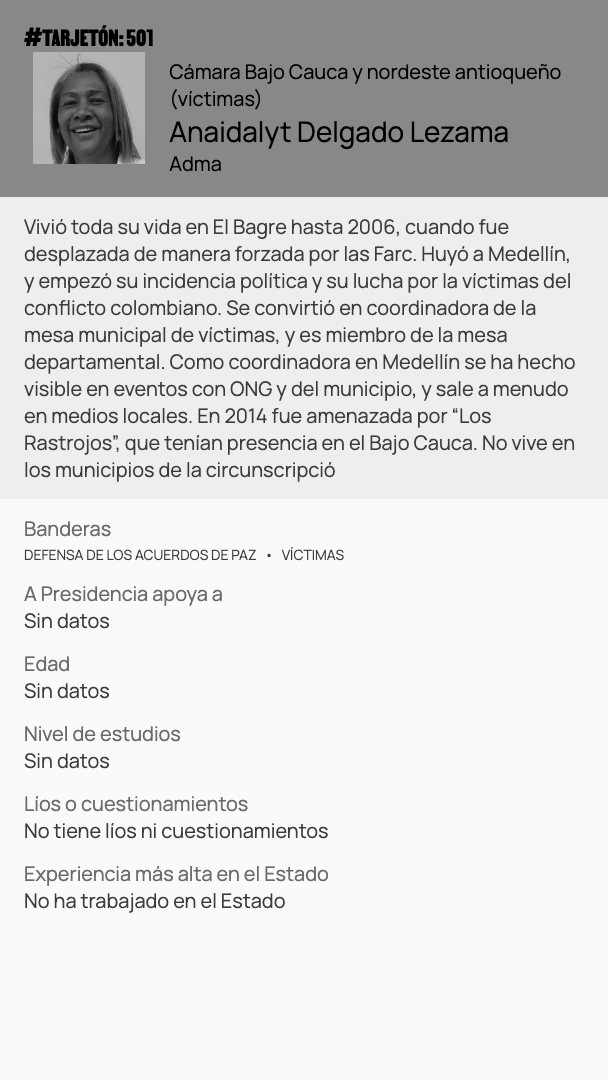 #TARJETÓN: 501
Cámara Bajo Cauca y nordeste antioqueño
(víctimas)
Anaidalyt Delgado Lezama
Adma
Vivió toda su vida en El Bagre hasta 2006, cuando fue
desplazada de manera forzada por las Farc. Huyó a Medellín,
y empezó su incidencia política y su lucha por la víctimas del
conflicto colombiano. Se convirtió en coordinadora de la
mesa municipal de víctimas, y es miembro de la mesa
departamental. Como coordinadora en Medellín se ha hecho
visible en eventos con ONG y del municipio, y sale a menudo
en medios locales. En 2014 fue amenazada por “Los
Rastrojos”, que tenían presencia en el Bajo Cauca. No vive en
los municipios de la circunscripció
Banderas
DEFENSA DE LOS ACUERDOS DE PAZ • VÍCTIMAS
A Presidencia apoya a
Sin datos
Edad
Sin datos
Nivel de estudios
Sin datos
Líos o cuestionamientos
No tiene líos ni cuestionamientos
Experiencia más alta en el Estado
No ha trabajado en el Estado